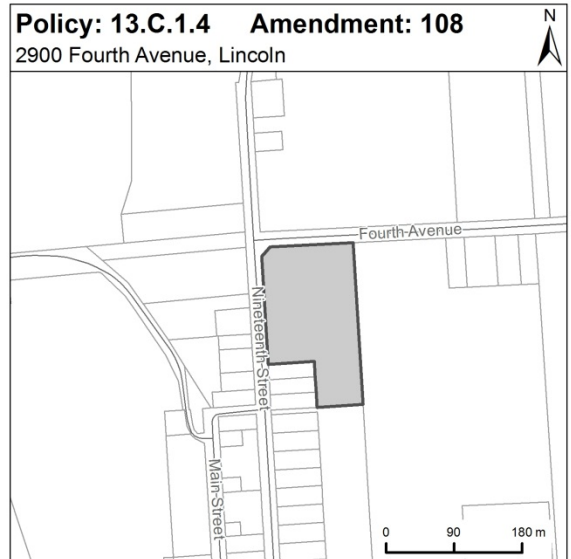 Policy: 13.C.1.4 Amendment: 108
N
2900 Fourth Avenue, Lincoln
Fourth Avenue
Nineteenth Street
Main Street
0 90 180 m